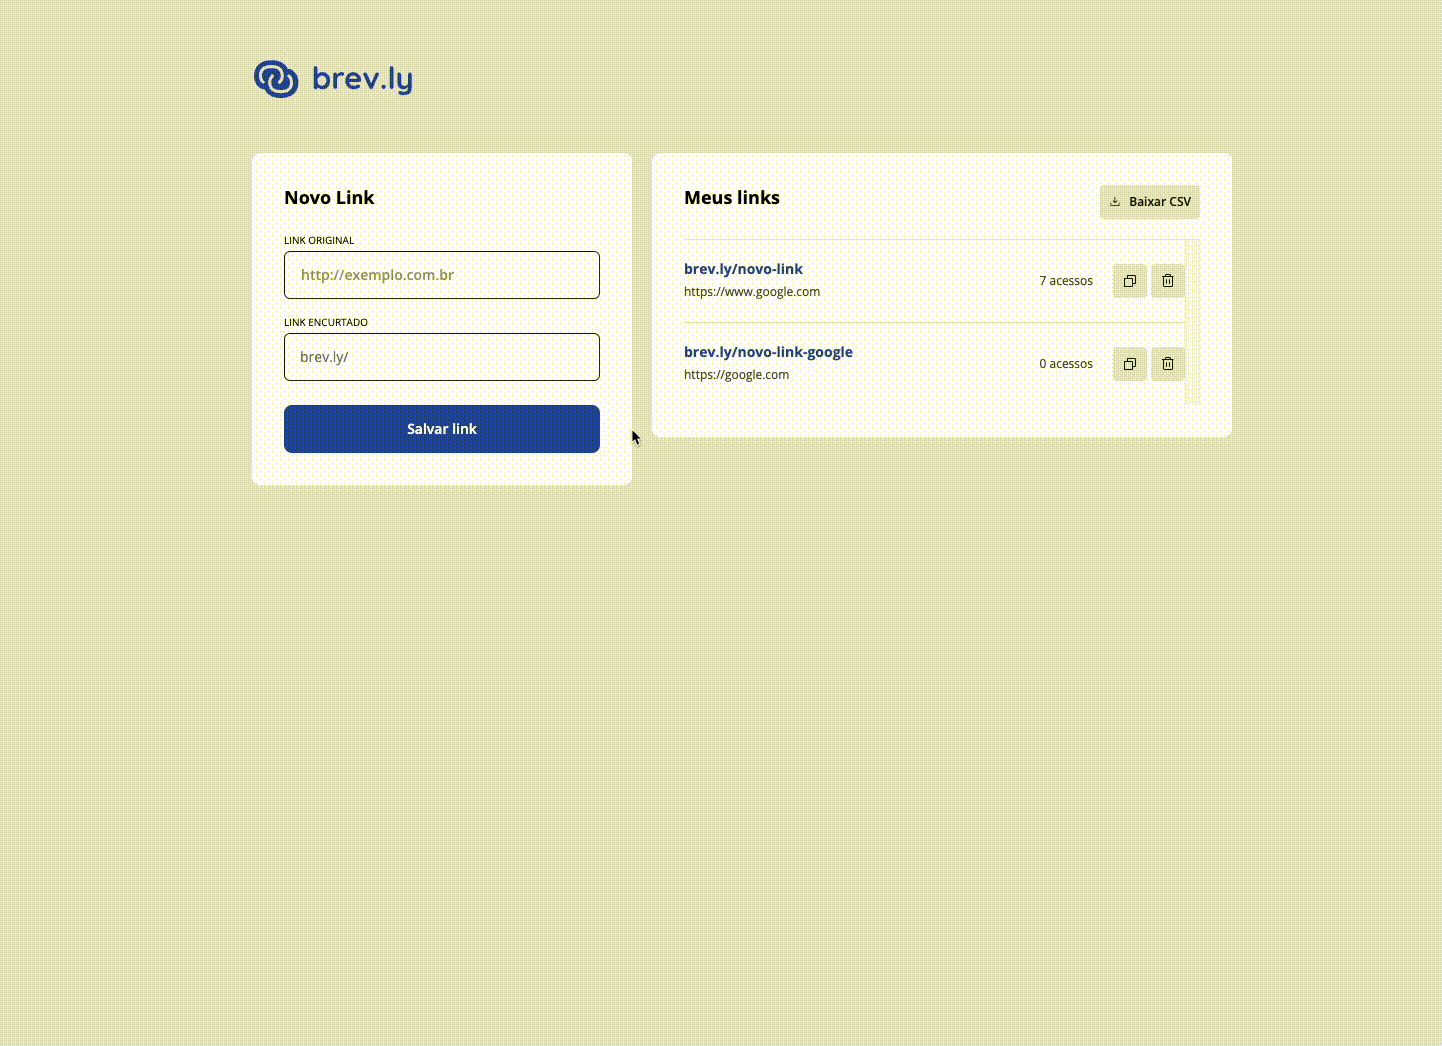 brev.ly
Novo Link
LINK ORIGINAL
http://exemplo.com.br
LINK ENCURTADO
brev.ly/
Salvar link
Meus links
Baixar CSV
brev.ly/novo-link
https://www.google.com
7 acessos
brev.ly/novo-link-google
https://google.com
0 acessos